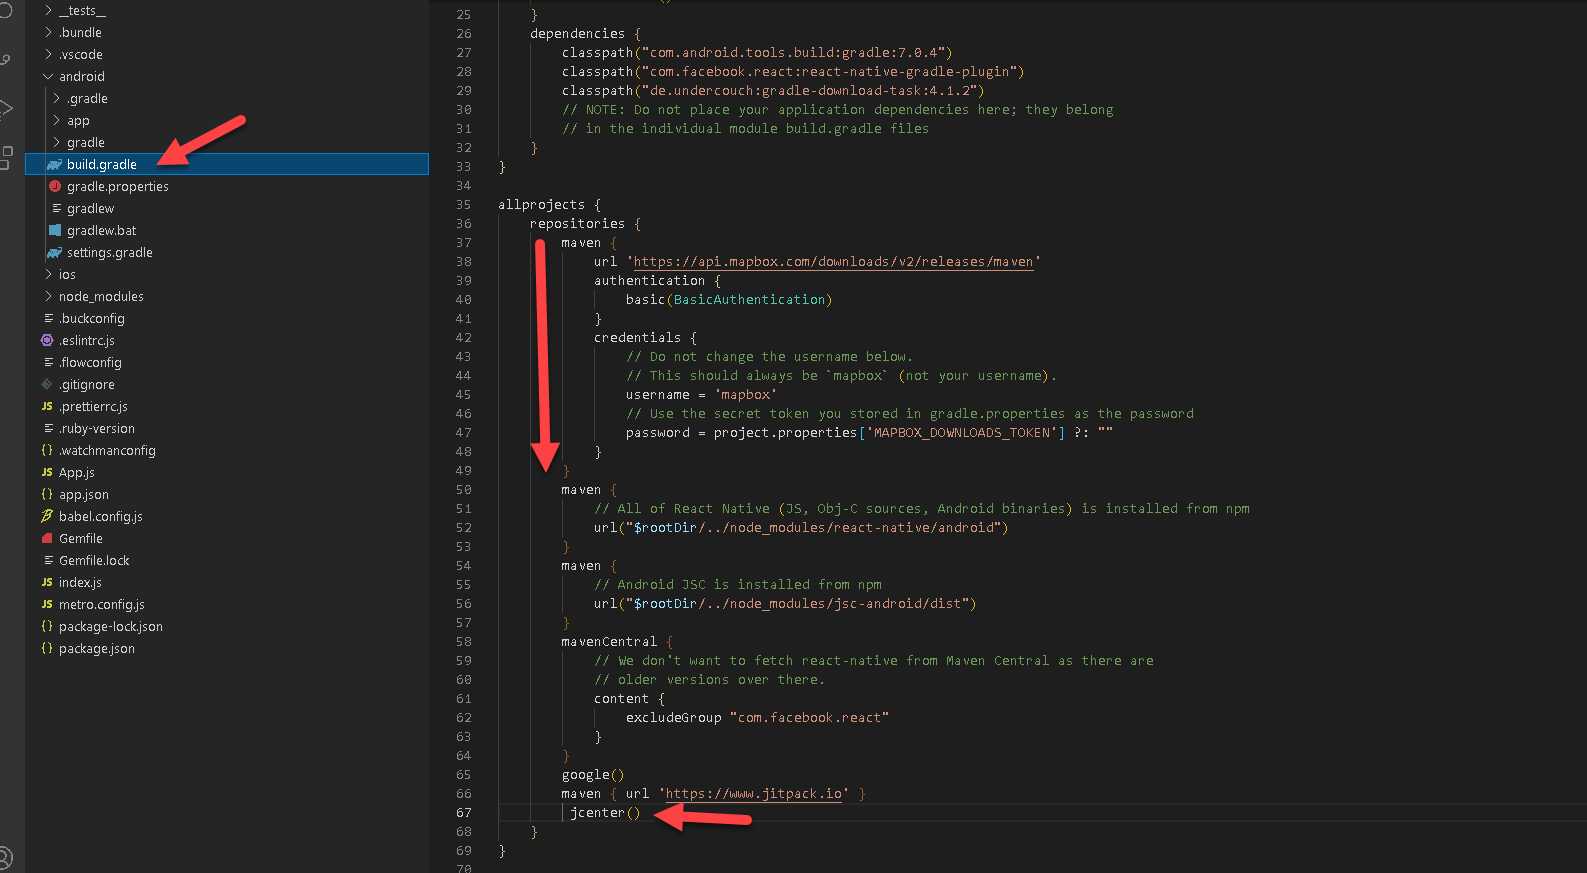 __tests__
.bundle
.vscode
android
.gradle
app
gradle
build.gradle
gradle.properties
gradlew
gradlew.bat
settings.gradle
ios
node_modules
.buckconfig
.eslintrc.js
.flowconfig
.gitignore
.prettierrc.js
.ruby-version
.watchmanconfig
App.js
app.json
babel.config.js
Gemfile
Gemfile.lock
index.js
metro.config.js
package-lock.json
package.json
25 }
26 dependencies {
27 classpath("com.android.tools.build:gradle:7.0.4")
28 classpath("com.facebook.react:react-native-gradle-plugin")
29 classpath("de.undercouch:gradle-download-task:4.1.2")
30 // NOTE: Do not place your application dependencies here; they belong
31 // in the individual module build.gradle files
32 }
33 }
34
35 allprojects {
36 repositories {
37 maven {
38 url 'https://api.mapbox.com/downloads/v2/releases/maven'
39 authentication {
40 basic(BasicAuthentication)
41 }
42 credentials {
43 // Do not change the username below.
44 // This should always be `mapbox` (not your username).
45 username = 'mapbox'
46 // Use the secret token you stored in gradle.properties as the password
47 password = project.properties['MAPBOX_DOWNLOADS_TOKEN'] ?: ""
48 }
49 }
50 maven {
51 // All of React Native (JS, Obj-C sources, Android binaries) is installed from npm
52 url("$rootDir/../node_modules/react-native/android")
53 }
54 maven {
55 // Android JSC is installed from npm
56 url("$rootDir/../node_modules/jsc-android/dist")
57 }
58 mavenCentral {
59 // We don't want to fetch react-native from Maven Central as there are
60 // older versions over there.
61 content {
62 excludeGroup "com.facebook.react"
63 }
64 }
65 google()
66 maven { url 'https://www.jitpack.io' }
67 jcenter()
68 }
69 }
70